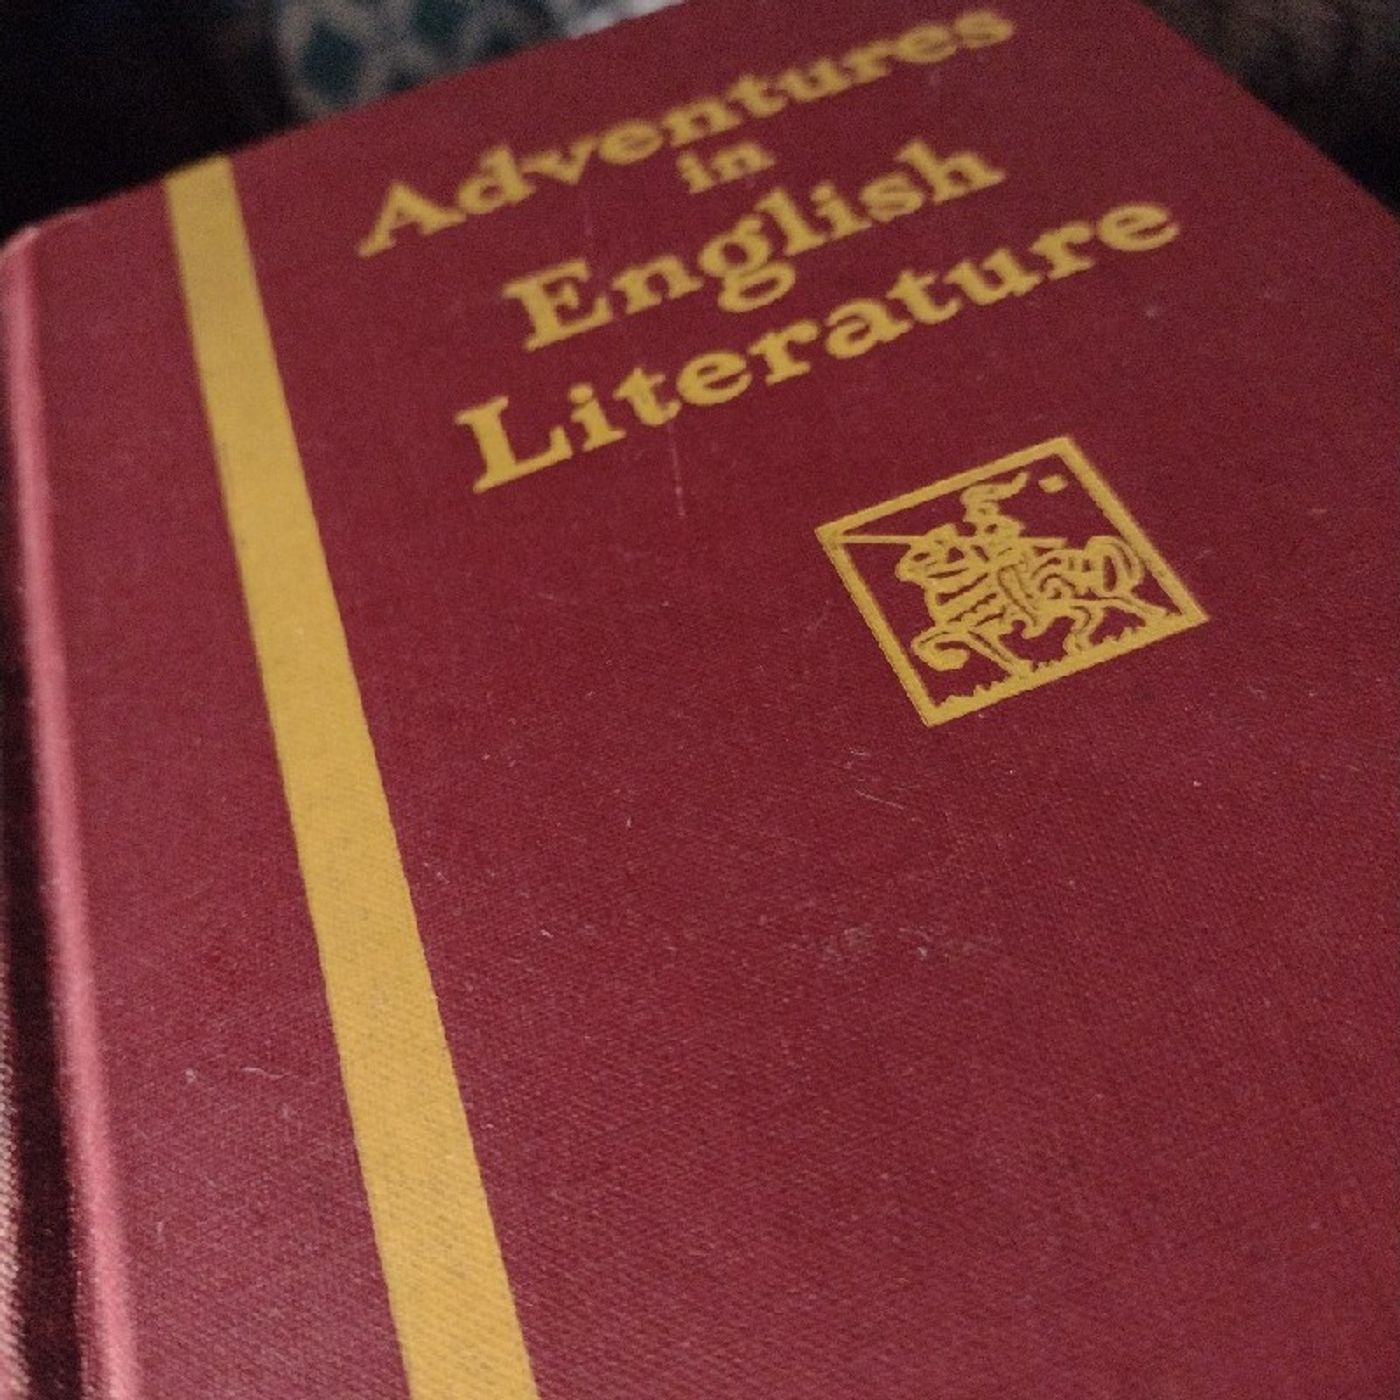 Adventures
in
English
Literature